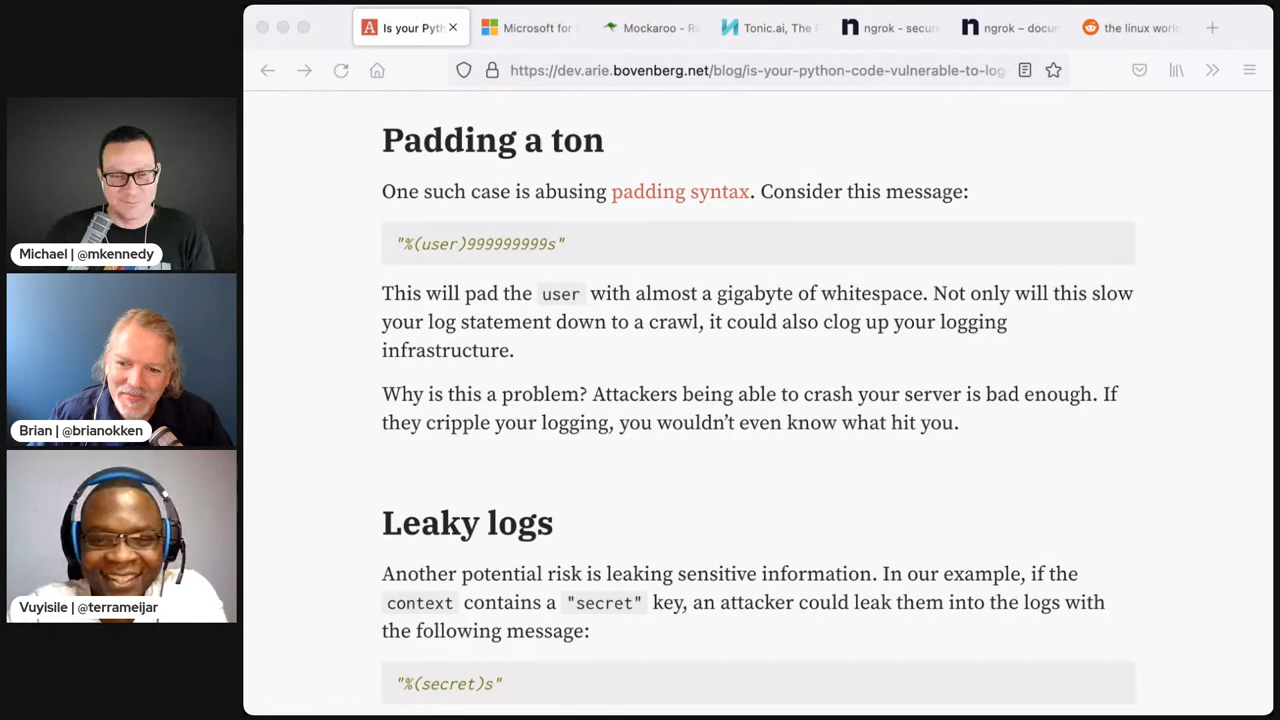 Is your Pyth
Microsoft for S
Mockaroo - Ra
Tonic.ai, The F
ngrok - secur
ngrok – docum
the linux worl
https://dev.arie.bovenberg.net/blog/is-your-python-code-vulnerable-to-log-
Padding a ton
One such case is abusing padding syntax. Consider this message:
"%(user)999999999s"
This will pad the user with almost a gigabyte of whitespace. Not only will this slow
your log statement down to a crawl, it could also clog up your logging
infrastructure.
Why is this a problem? Attackers being able to crash your server is bad enough. If
they cripple your logging, you wouldn’t even know what hit you.
Leaky logs
Another potential risk is leaking sensitive information. In our example, if the
context contains a "secret" key, an attacker could leak them into the logs with
the following message:
"%(secret)s"
Michael | @mkennedy
Brian | @brianokken
Vuyisile | @terrameijar